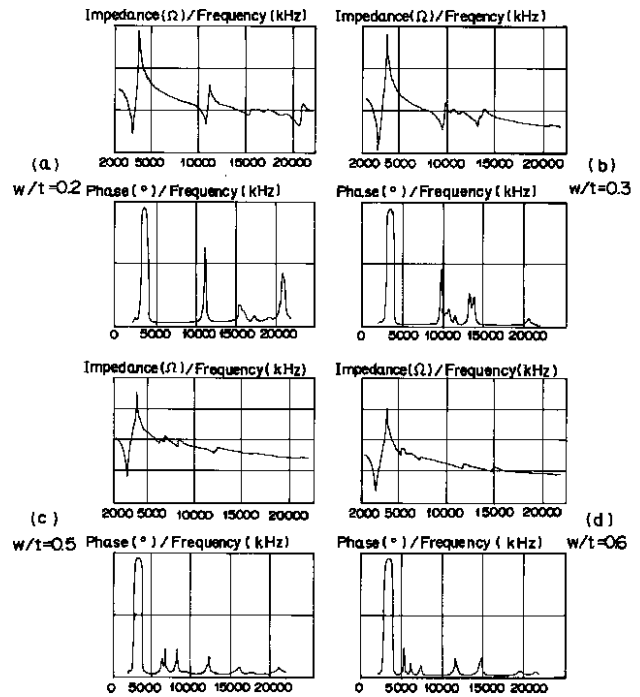 Impedance(Ω)/Frequency(kHz)
2000 5000 10000 15000 20000
(a)
w/t=0.2
Phase(°)/Frequency(kHz)
0 5000 10000 15000 20000
Impedance(Ω)/Frequency(kHz)
2000 5000 10000 15000 20000
(b)
w/t=0.3
Phase(°)/Frequency(kHz)
0 5000 10000 15000 20000
Impedance(Ω)/Frequency(kHz)
2000 5000 10000 15000 20000
(c)
w/t=0.5
Phase(°)/Frequency(kHz)
0 5000 10000 15000 20000
Impedance(Ω)/Frequency(kHz)
2000 5000 10000 15000 20000
(d)
w/t=0.6
Phase(°)/Frequency(kHz)
0 5000 10000 15000 20000